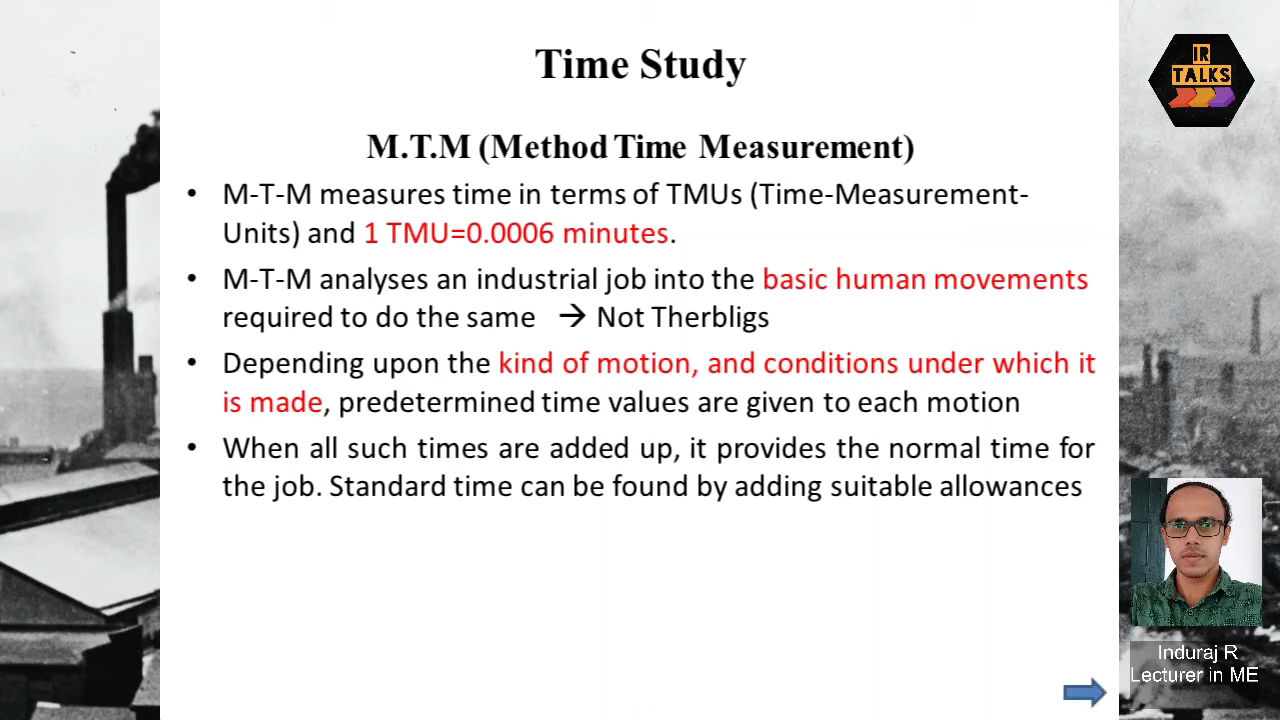 Time Study
IR
TALKS
M.T.M (Method Time Measurement)
• M-T-M measures time in terms of TMUs (Time-Measurement-
Units) and 1 TMU=0.0006 minutes.
• M-T-M analyses an industrial job into the basic human movements
required to do the same → Not Therbligs
• Depending upon the kind of motion, and conditions under which it
is made, predetermined time values are given to each motion
• When all such times are added up, it provides the normal time for
the job. Standard time can be found by adding suitable allowances
Induraj R
Lecturer in ME